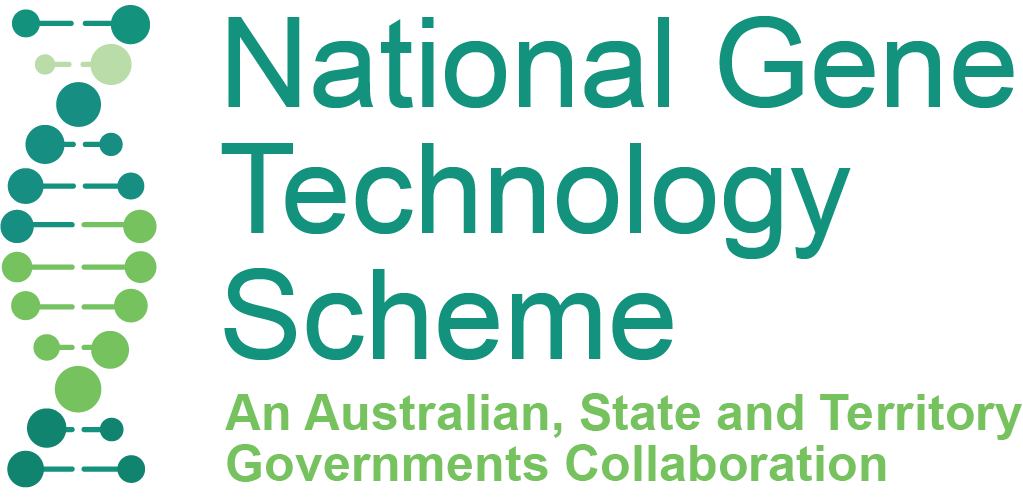 National Gene
Technology
Scheme
An Australian, State and Territory
Governments Collaboration